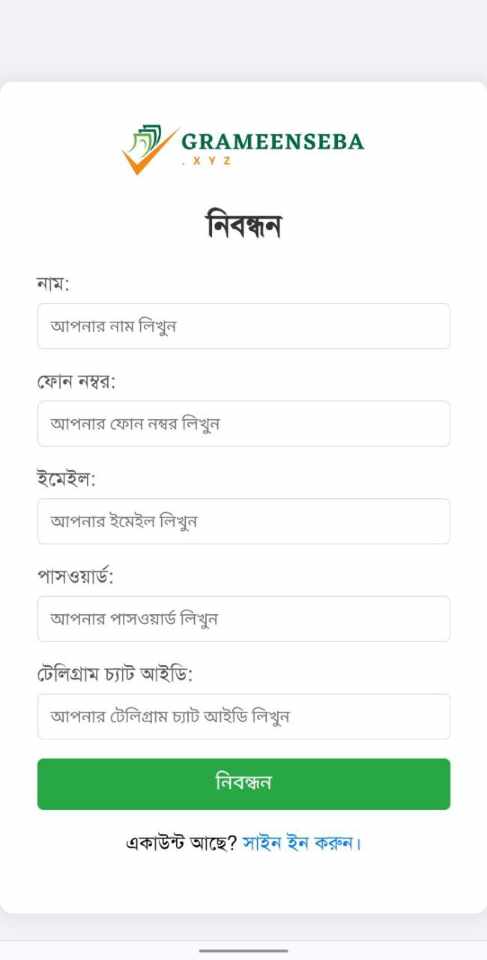 GRAMEENSEBA
.XYZ
নিবন্ধন
নাম:
আপনার নাম লিখুন
ফোন নম্বর:
আপনার ফোন নম্বর লিখুন
ইমেইল:
আপনার ইমেইল লিখুন
পাসওয়ার্ড:
আপনার পাসওয়ার্ড লিখুন
টেলিগ্রাম চ্যাট আইডি:
আপনার টেলিগ্রাম চ্যাট আইডি লিখুন
নিবন্ধন
একাউন্ট আছে? সাইন ইন করুন।